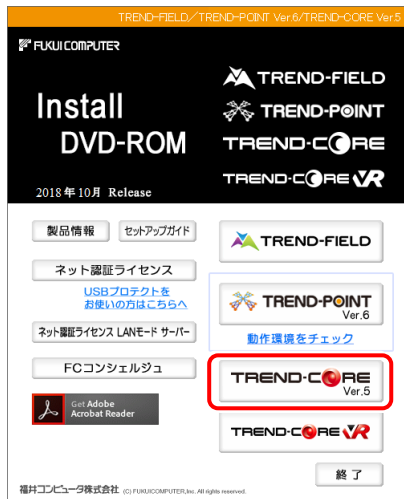 TREND-FIELD／TREND-POINT Ver.6/TREND-CORE Ver.5
FUKUI COMPUTER
Install
DVD-ROM
2018年10月 Release
TREND-FIELD
TREND-POINT
TREND-CORE
TREND-CORE VR
製品情報
セットアップガイド
ネット認証ライセンス
USBプロテクトを
お使いの方はこちらへ
ネット認証ライセンス LANモード サーバー
FCコンシェルジュ
Get Adobe
Acrobat Reader
TREND-FIELD
TREND-POINT
Ver.6
動作環境をチェック
TREND-CORE
Ver.5
TREND-CORE VR
終了
福井コンピュータ株式会社 (C) FUKUICOMPUTER,Inc. All rights reserved.